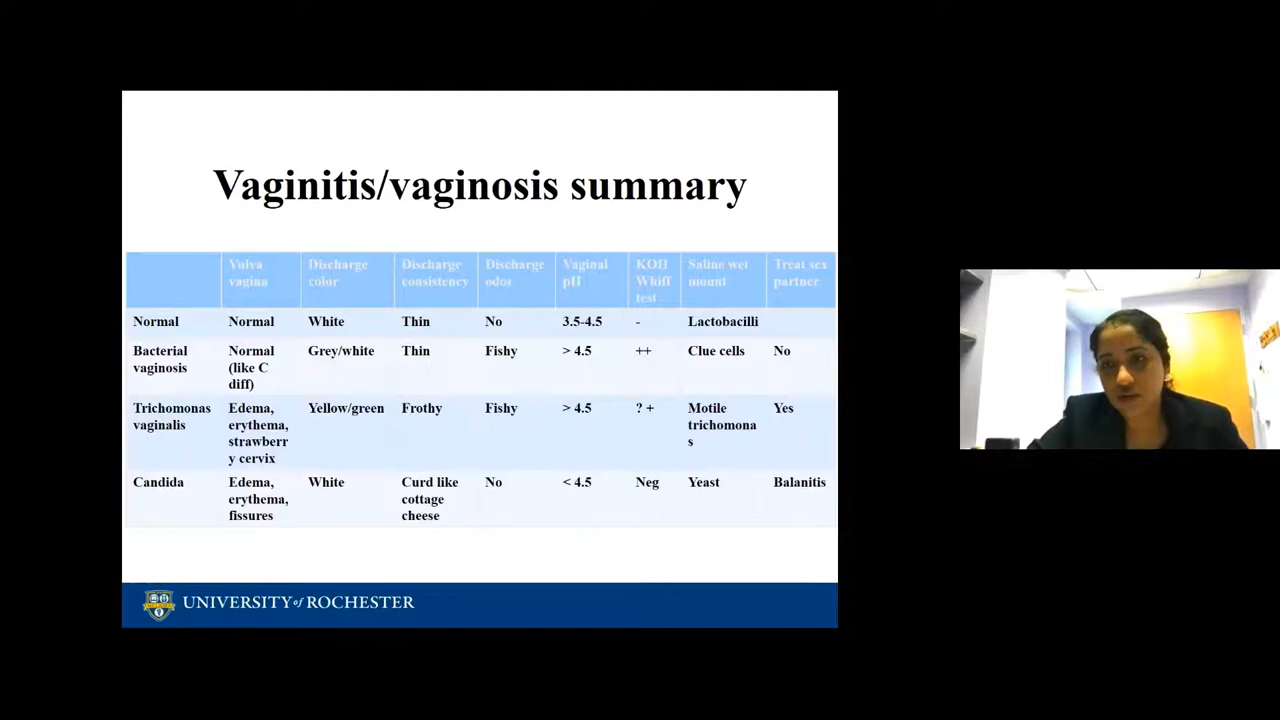 Vaginitis/vaginosis summary
Vulva vagina | Discharge color | Discharge consistency | Discharge odor | Vaginal pH | KOH Whiff test - | Saline wet mount | Treat sex partner
Normal | Normal | White | Thin | No | 3.5-4.5 | - | Lactobacilli
Bacterial vaginosis | Normal (like C diff) | Grey/white | Thin | Fishy | > 4.5 | ++ | Clue cells | No
Trichomonas vaginalis | Edema, erythema, strawberry cervix | Yellow/green | Frothy | Fishy | > 4.5 | ? + | Motile trichomonas | Yes
Candida | Edema, erythema, fissures | White | Curd like cottage cheese | No | < 4.5 | Neg | Yeast | Balanitis
UNIVERSITY of ROCHESTER